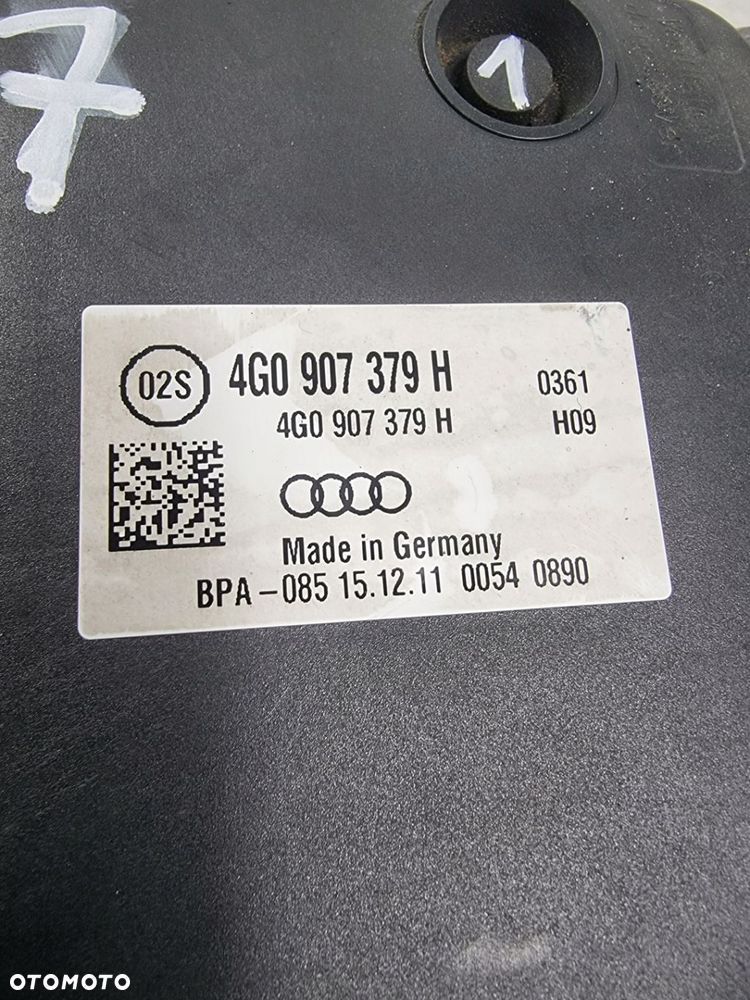 7
1
02S
4G0 907 379 H 0361
4G0 907 379 H H09
Made in Germany
BPA-085 15.12.11 0054 0890
OTOMOTO